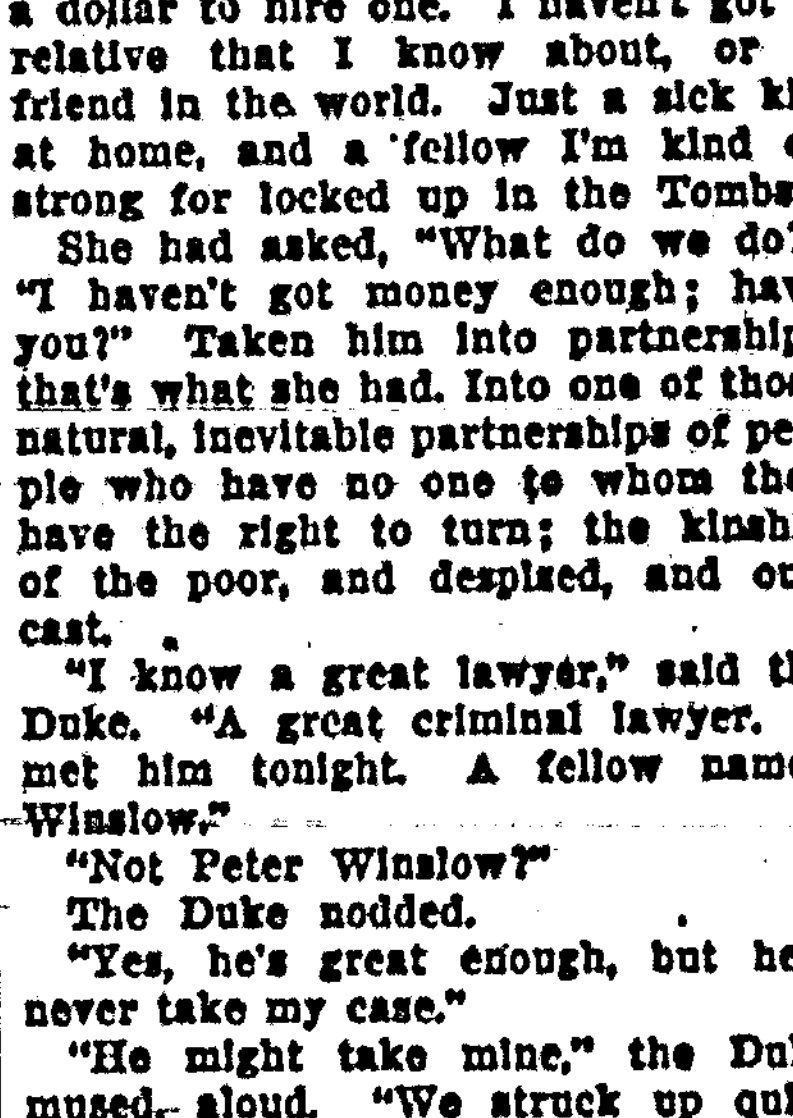 a dollar to hire one. I haven't got
relative that I know about, or
friend in the world. Just a sick ki
at home, and a fellow I'm kind o
strong for locked up in the Tombs
She had asked, "What do we do?
"I haven't got money enough; hav
you?" Taken him into partnership
that's what she had. Into one of thos
natural, inevitable partnerships of pe
ple who have no one to whom the
have the right to turn; the kinshi
of the poor, and despised, and ou
cast.
"I know a great lawyer," said th
Duke. "A great criminal lawyer.
met him tonight. A fellow name
Winslow."
"Not Peter Winslow?"
The Duke nodded.
"Yes, he's great enough, but he
never take my case."
"He might take mine," the Duk
mused aloud. "We struck up qui